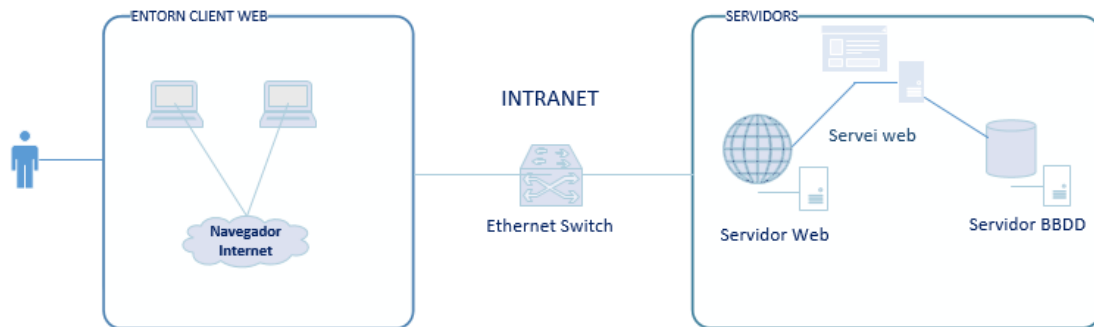 ENTORN CLIENT WEB
Navegador
Internet
INTRANET
Ethernet Switch
SERVIDORS
Servei web
Servidor Web
Servidor BBDD